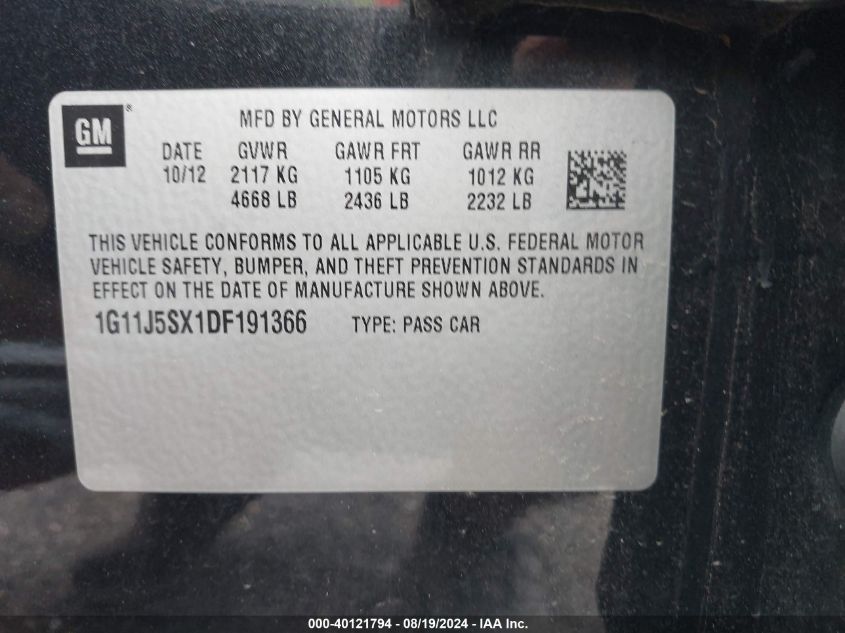 GM®
MFD BY GENERAL MOTORS LLC
DATE GVWR GAWR FRT GAWR RR
10/12 2117 KG 1105 KG 1012 KG
4668 LB 2436 LB 2232 LB
THIS VEHICLE CONFORMS TO ALL APPLICABLE U.S. FEDERAL MOTOR
VEHICLE SAFETY, BUMPER, AND THEFT PREVENTION STANDARDS IN
EFFECT ON THE DATE OF MANUFACTURE SHOWN ABOVE.
1G11J5SX1DF191366 TYPE: PASS CAR
000-40121794 - 08/19/2024 - IAA Inc.